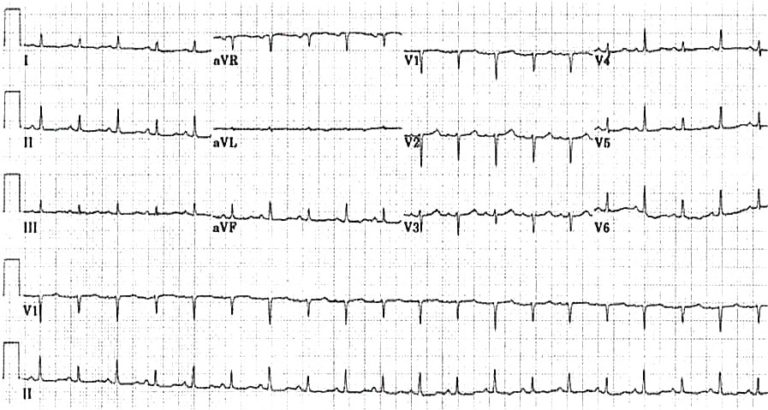 I aVR V1 V4
II aVL V2 V5
III aVF V3 V6
V1
II